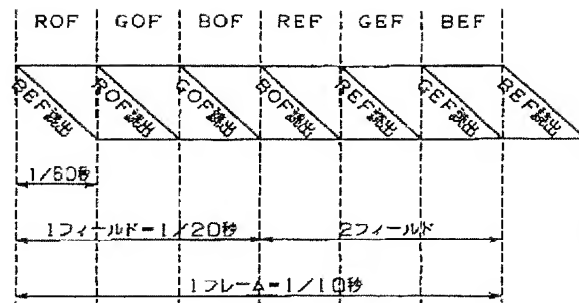 ROF GOF BOF REF GEF BEF
BEF読出 ROF読出 GOF読出 BOF読出 REF読出 GEF読出 BEF読出
1/60秒
1フィールド=1/20秒 2フィールド
1フレーム=1/10秒